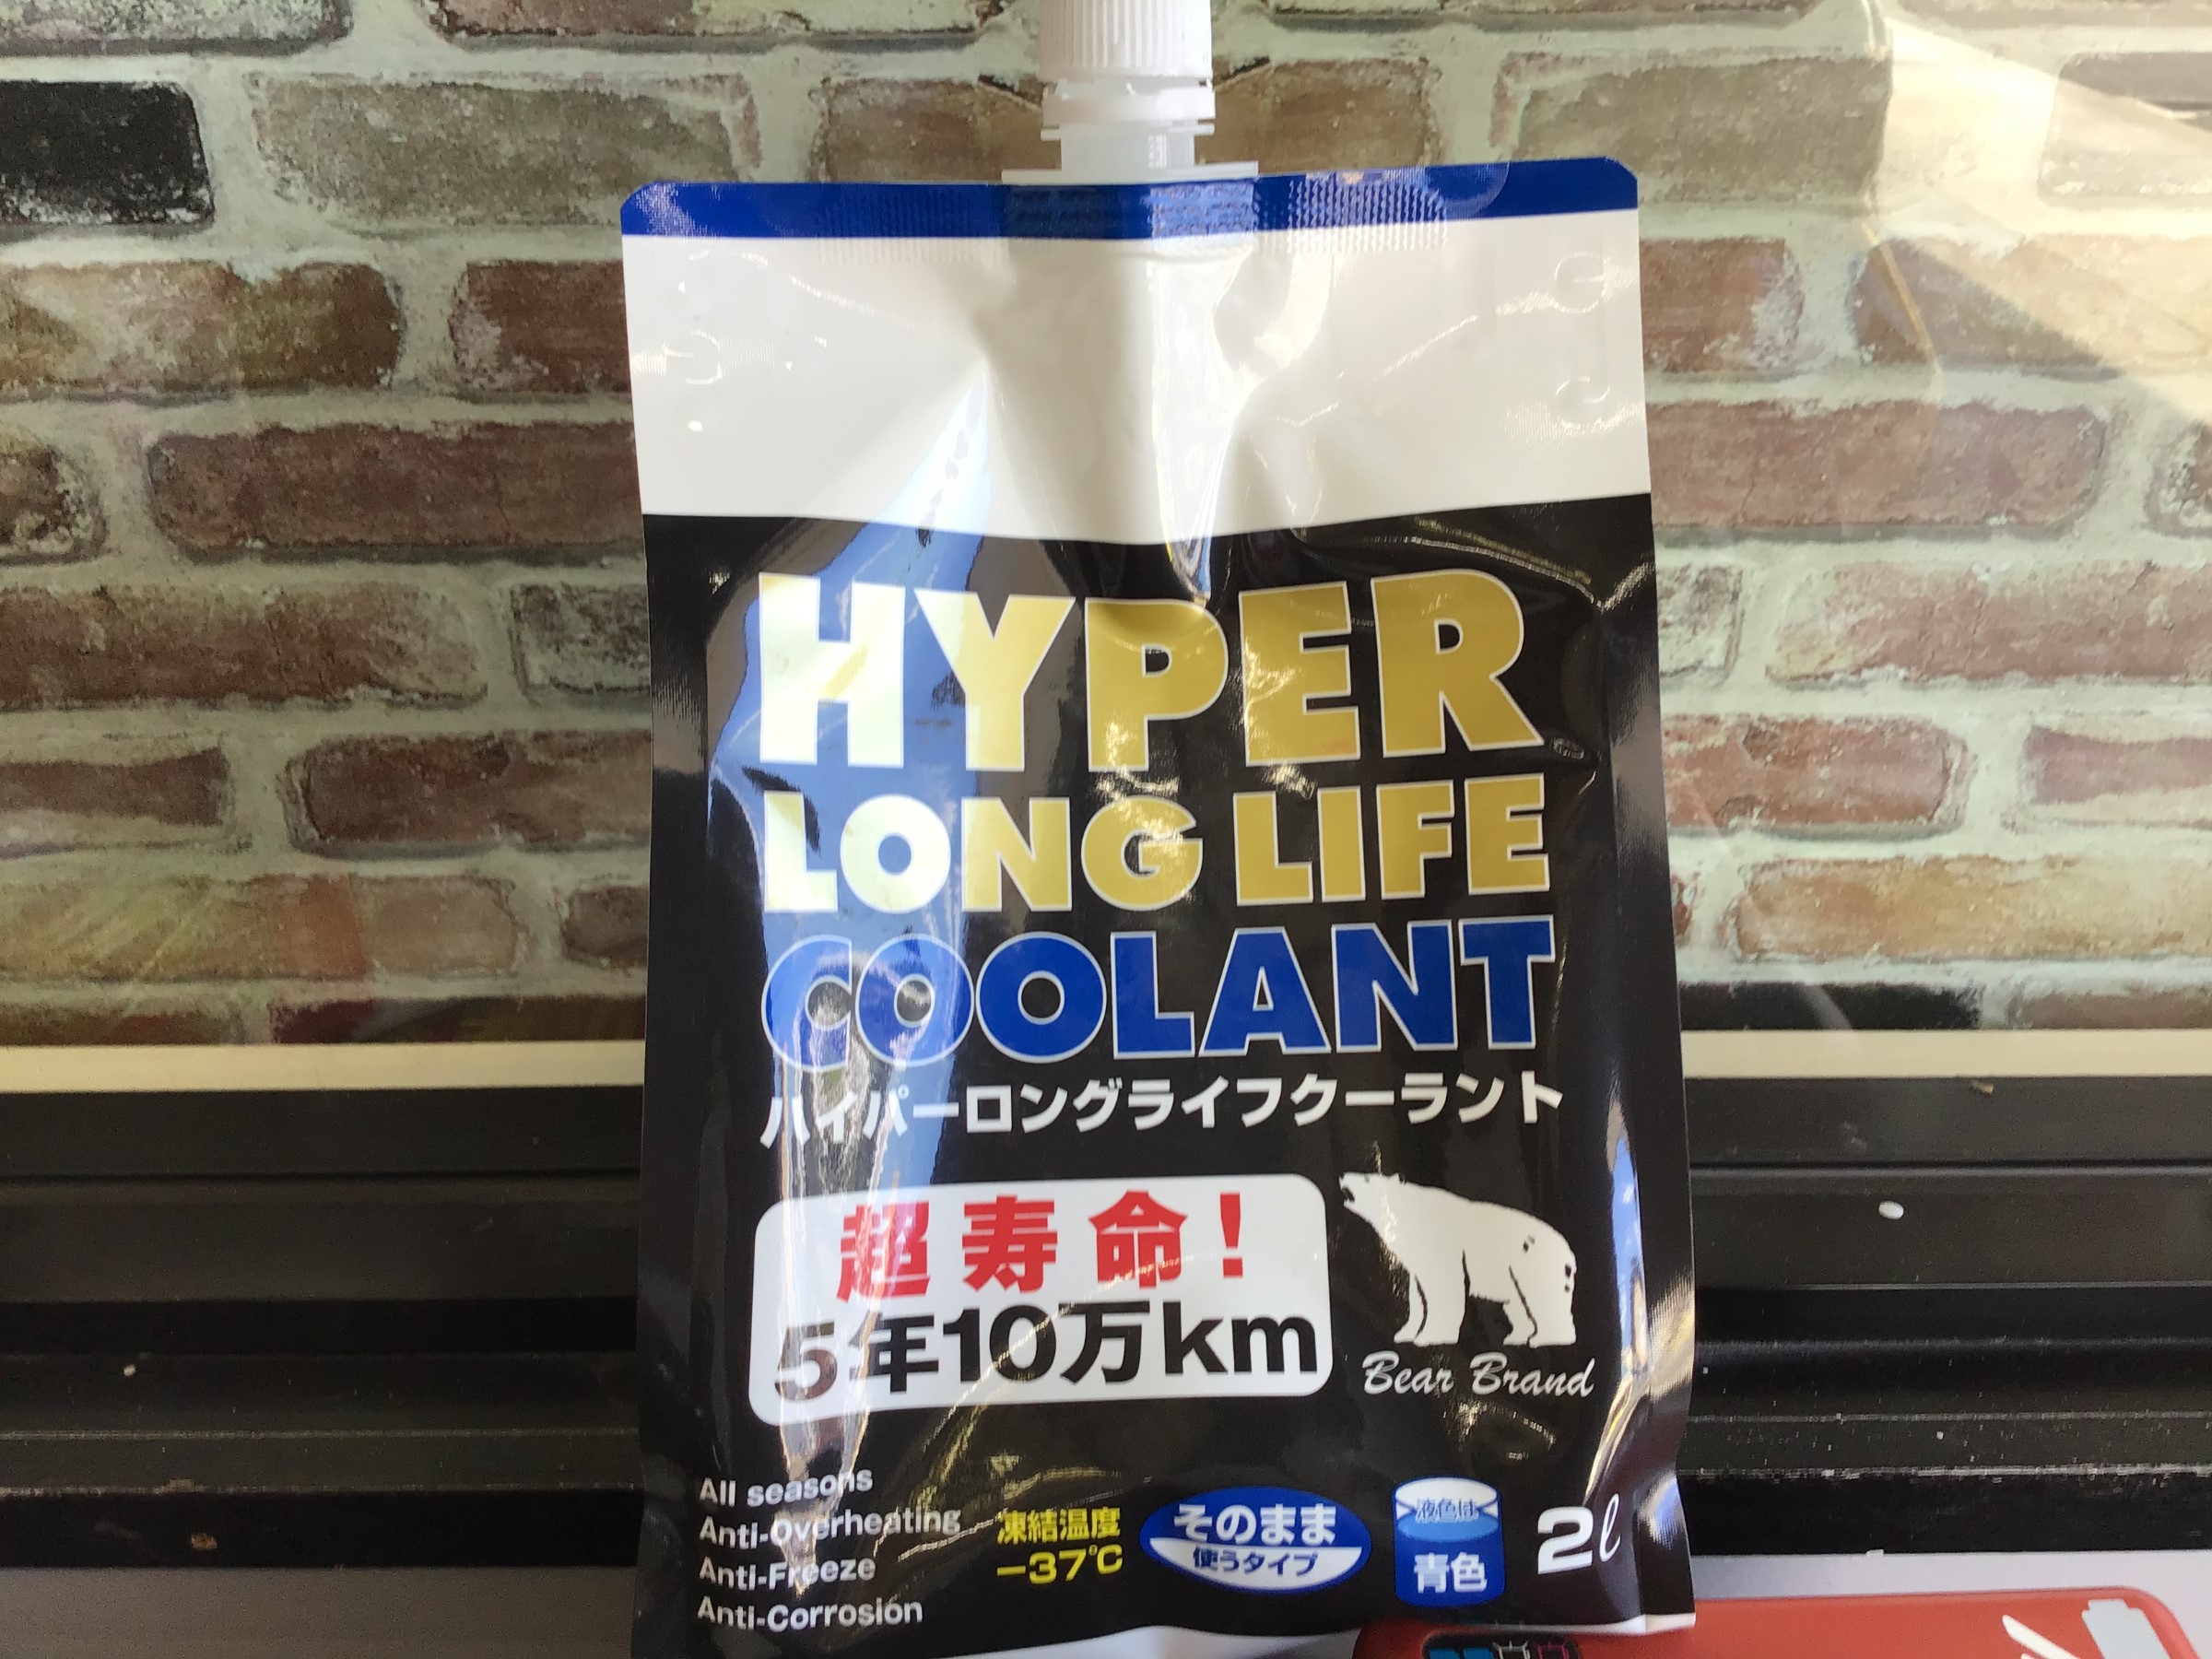 HYPER
LONG LIFE
COOLANT
ハイパーロングライフクーラント
超寿命!
5年10万km
Bear Brand
All seasons
Anti-Overheating
Anti-Freeze
Anti-Corrosion
凍結温度
-37℃
そのまま
使うタイプ
液色は
青色
2ℓ